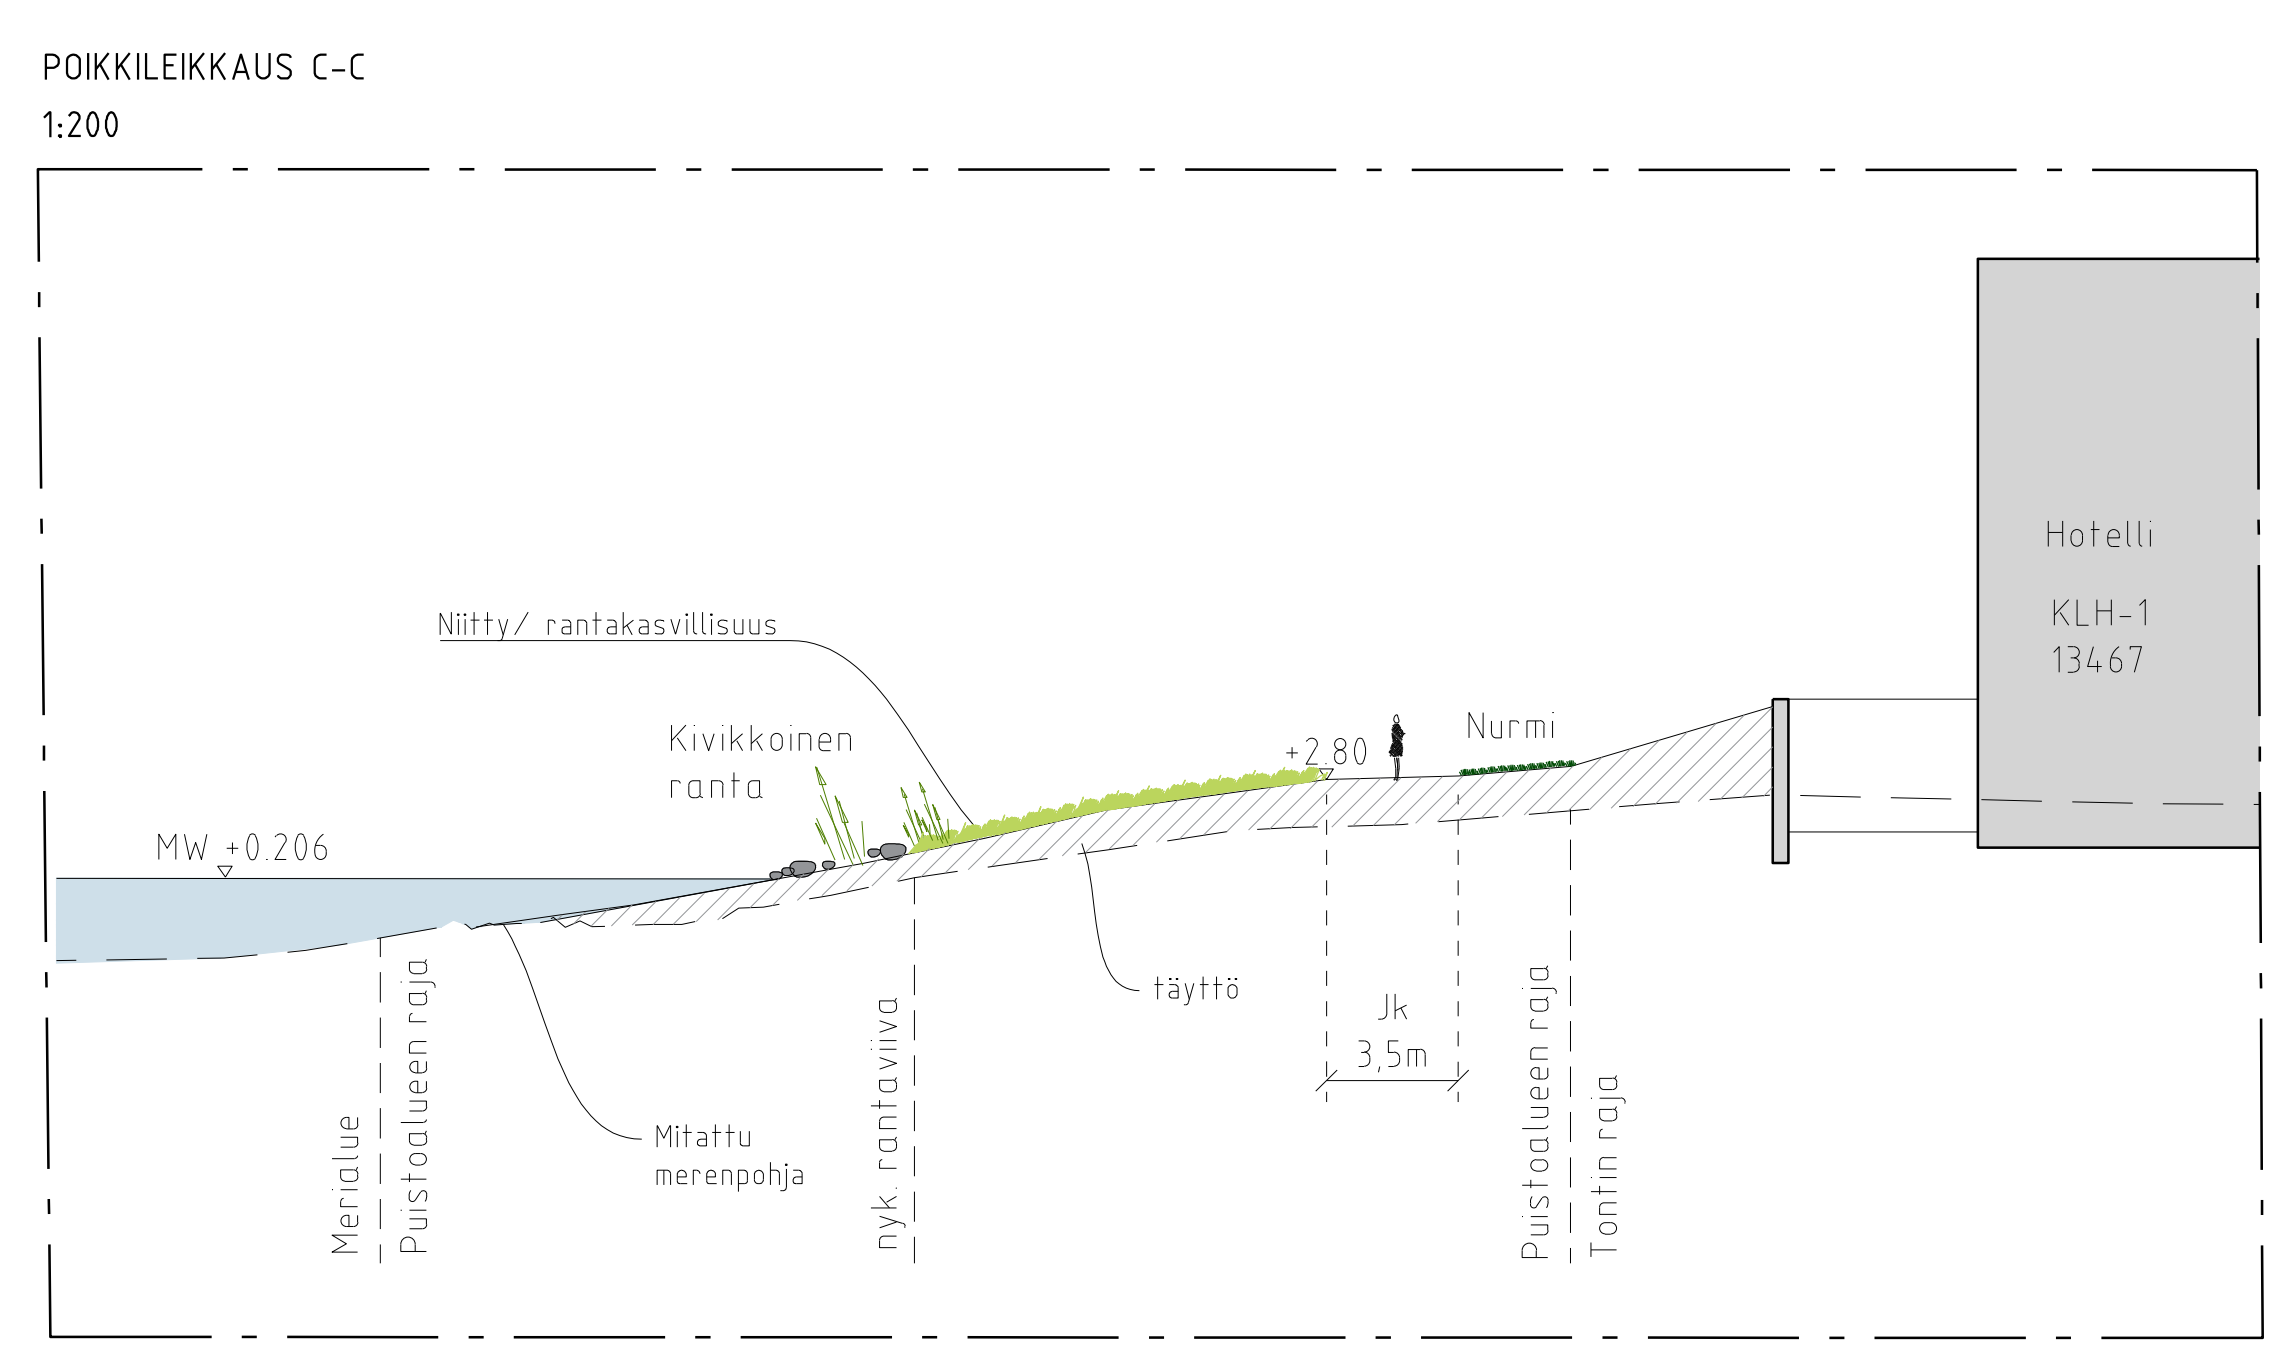 POIKKILEIKKAUS C-C
1:200
Hotelli
KLH-1
13467
Niitty/ rantakasvillisuus
Kivikkoinen
ranta
+2.80
Nurmi
MW +0.206
täyttö
Jk
3,5m
Mitattu
merenpohja
Merialue
Puistoalueen raja
nyk. rantaviiva
Puistoalueen raja
Tontin raja